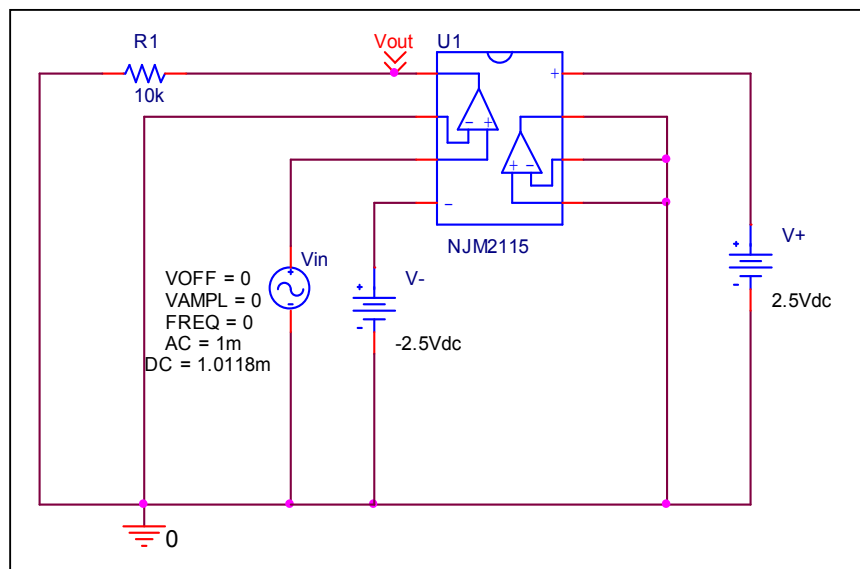 R1
10k
Vout
U1
+
-
+
+
-
-
NJM2115
Vin
+
-
VOFF = 0
VAMPL = 0
FREQ = 0
AC = 1m
DC = 1.0118m
V-
+
-
-2.5Vdc
V+
+
-
2.5Vdc
0